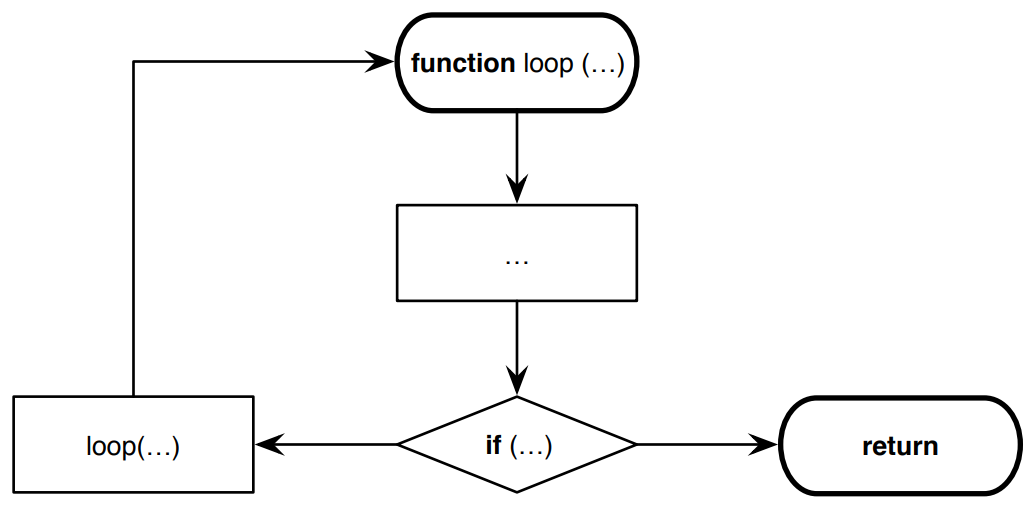 function loop (…)
…
loop(…)
if (…)
return